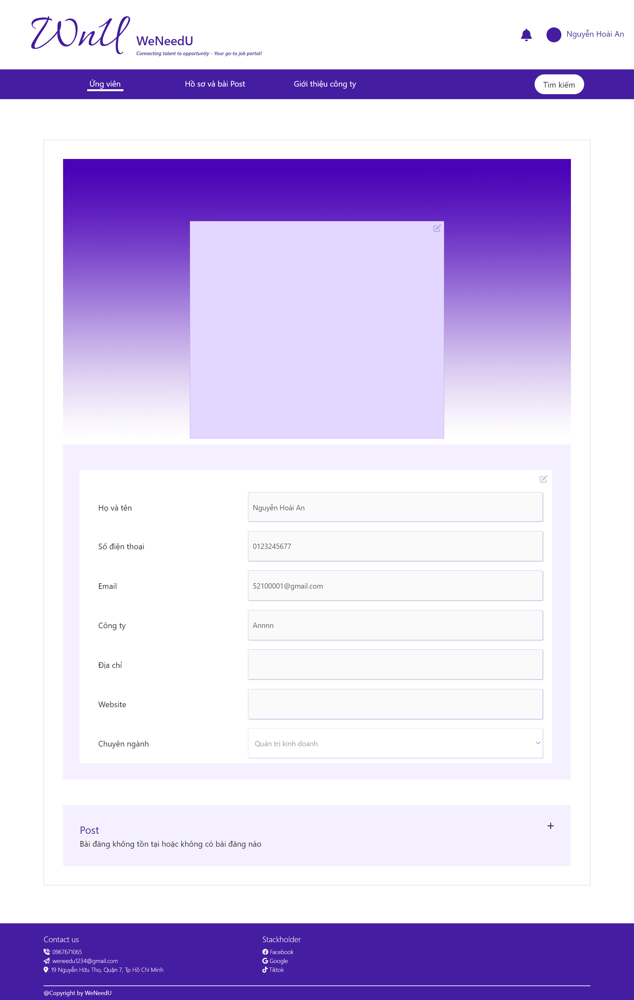 WnU
WeNeedU
Connecting talent to opportunity - Your go-to job portal!
Nguyễn Hoài An
Ứng viên
Hồ sơ và bài Post
Giới thiệu công ty
Tìm kiếm
Họ và tên
Nguyễn Hoài An
Số điện thoại
0123245677
Email
52100001@gmail.com
Công ty
Annnn
Địa chỉ
Website
Chuyên ngành
Quản trị kinh doanh
Post
Bài đăng không tồn tại hoặc không có bài đăng nào
Contact us
: 0967671065
: weneedu1234@gmail.com
: 19 Nguyễn Hữu Thọ, Quận 7, Tp Hồ Chí Minh
Stackholder
Facebook
Google
Tiktok
@Copyright by WeNeedU